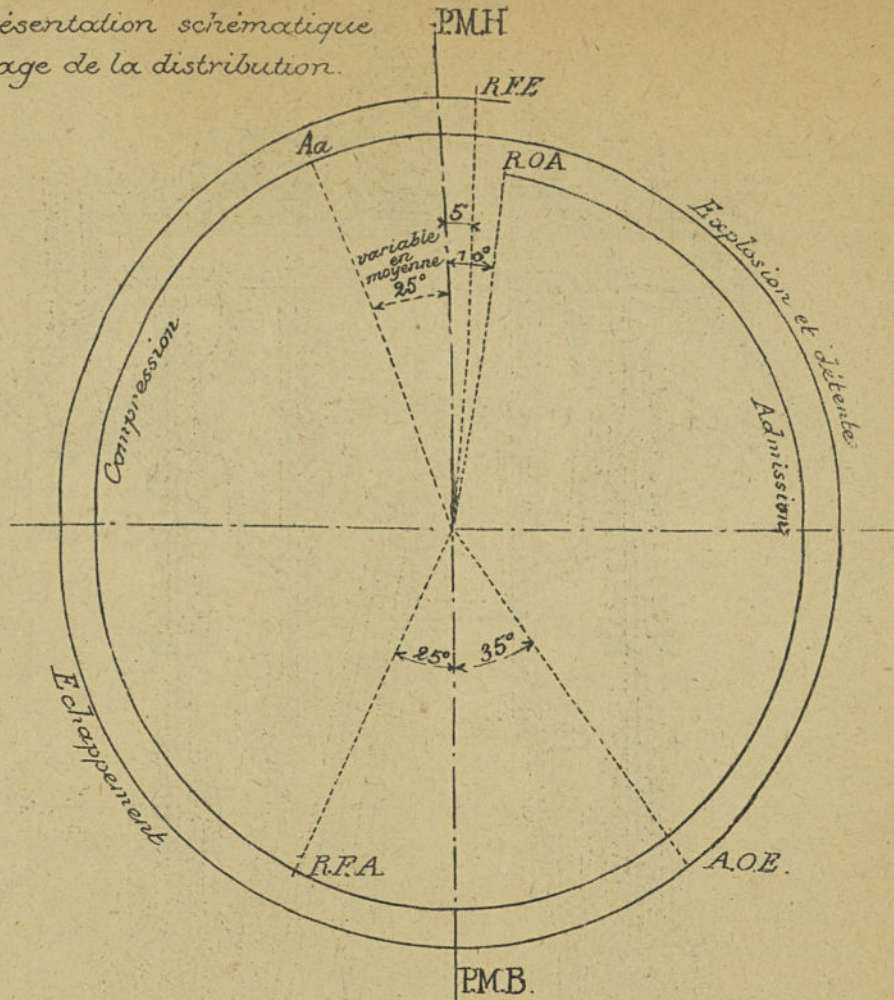 ésentation schématique
age de la distribution.
P.M.H
R.F.E
Aa
R.O.A
5
variable
en
moyenne
25°
10°
Explosion et détente
Compression
Admission
25°
35°
Echappement
R.F.A.
A.O.E.
P.M.B.